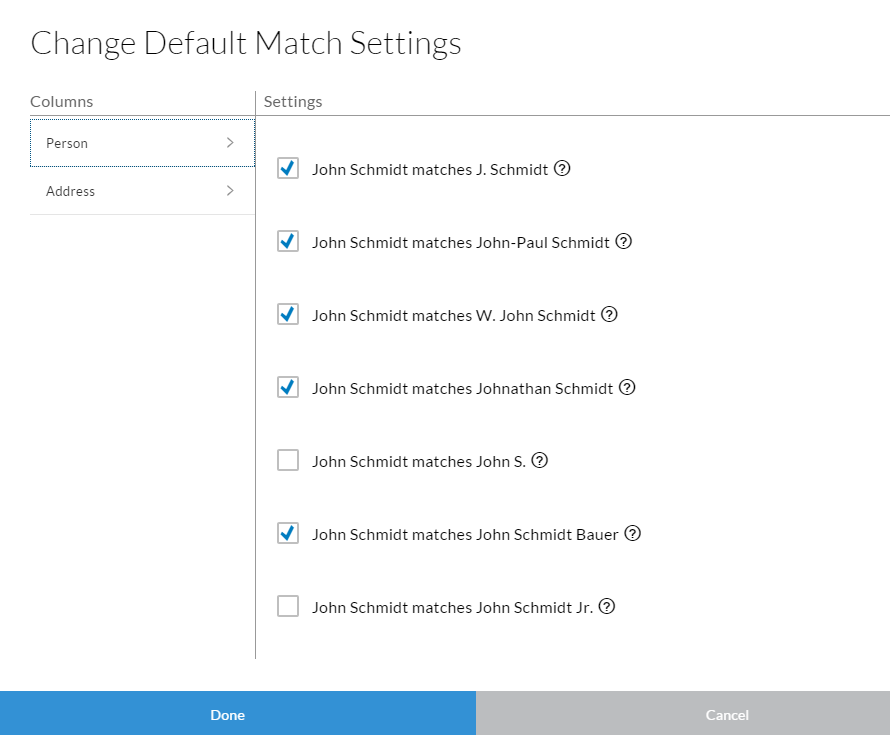 Change Default Match Settings
Columns
Settings
Person
Address
John Schmidt matches J. Schmidt ?
John Schmidt matches John-Paul Schmidt ?
John Schmidt matches W. John Schmidt ?
John Schmidt matches Johnathan Schmidt ?
John Schmidt matches John S. ?
John Schmidt matches John Schmidt Bauer ?
John Schmidt matches John Schmidt Jr. ?
Done
Cancel